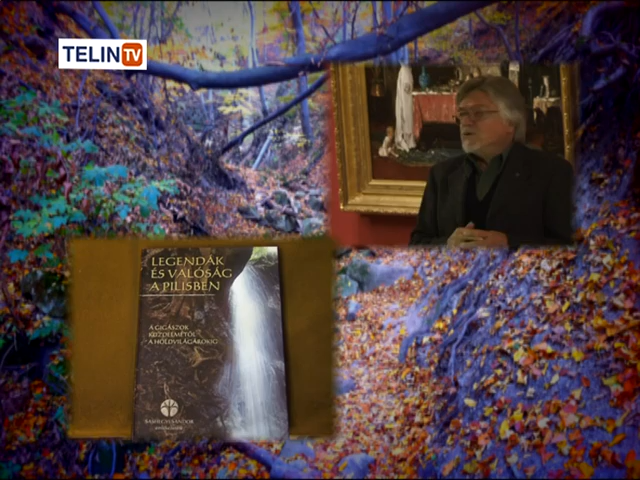 TELIN TV
LEGENDÁK
ÉS VALÓSÁG
A PILISBEN
A GIGÁSZOK
KÜZDELMÉTŐL
A HOLDVILÁGÁROKIG